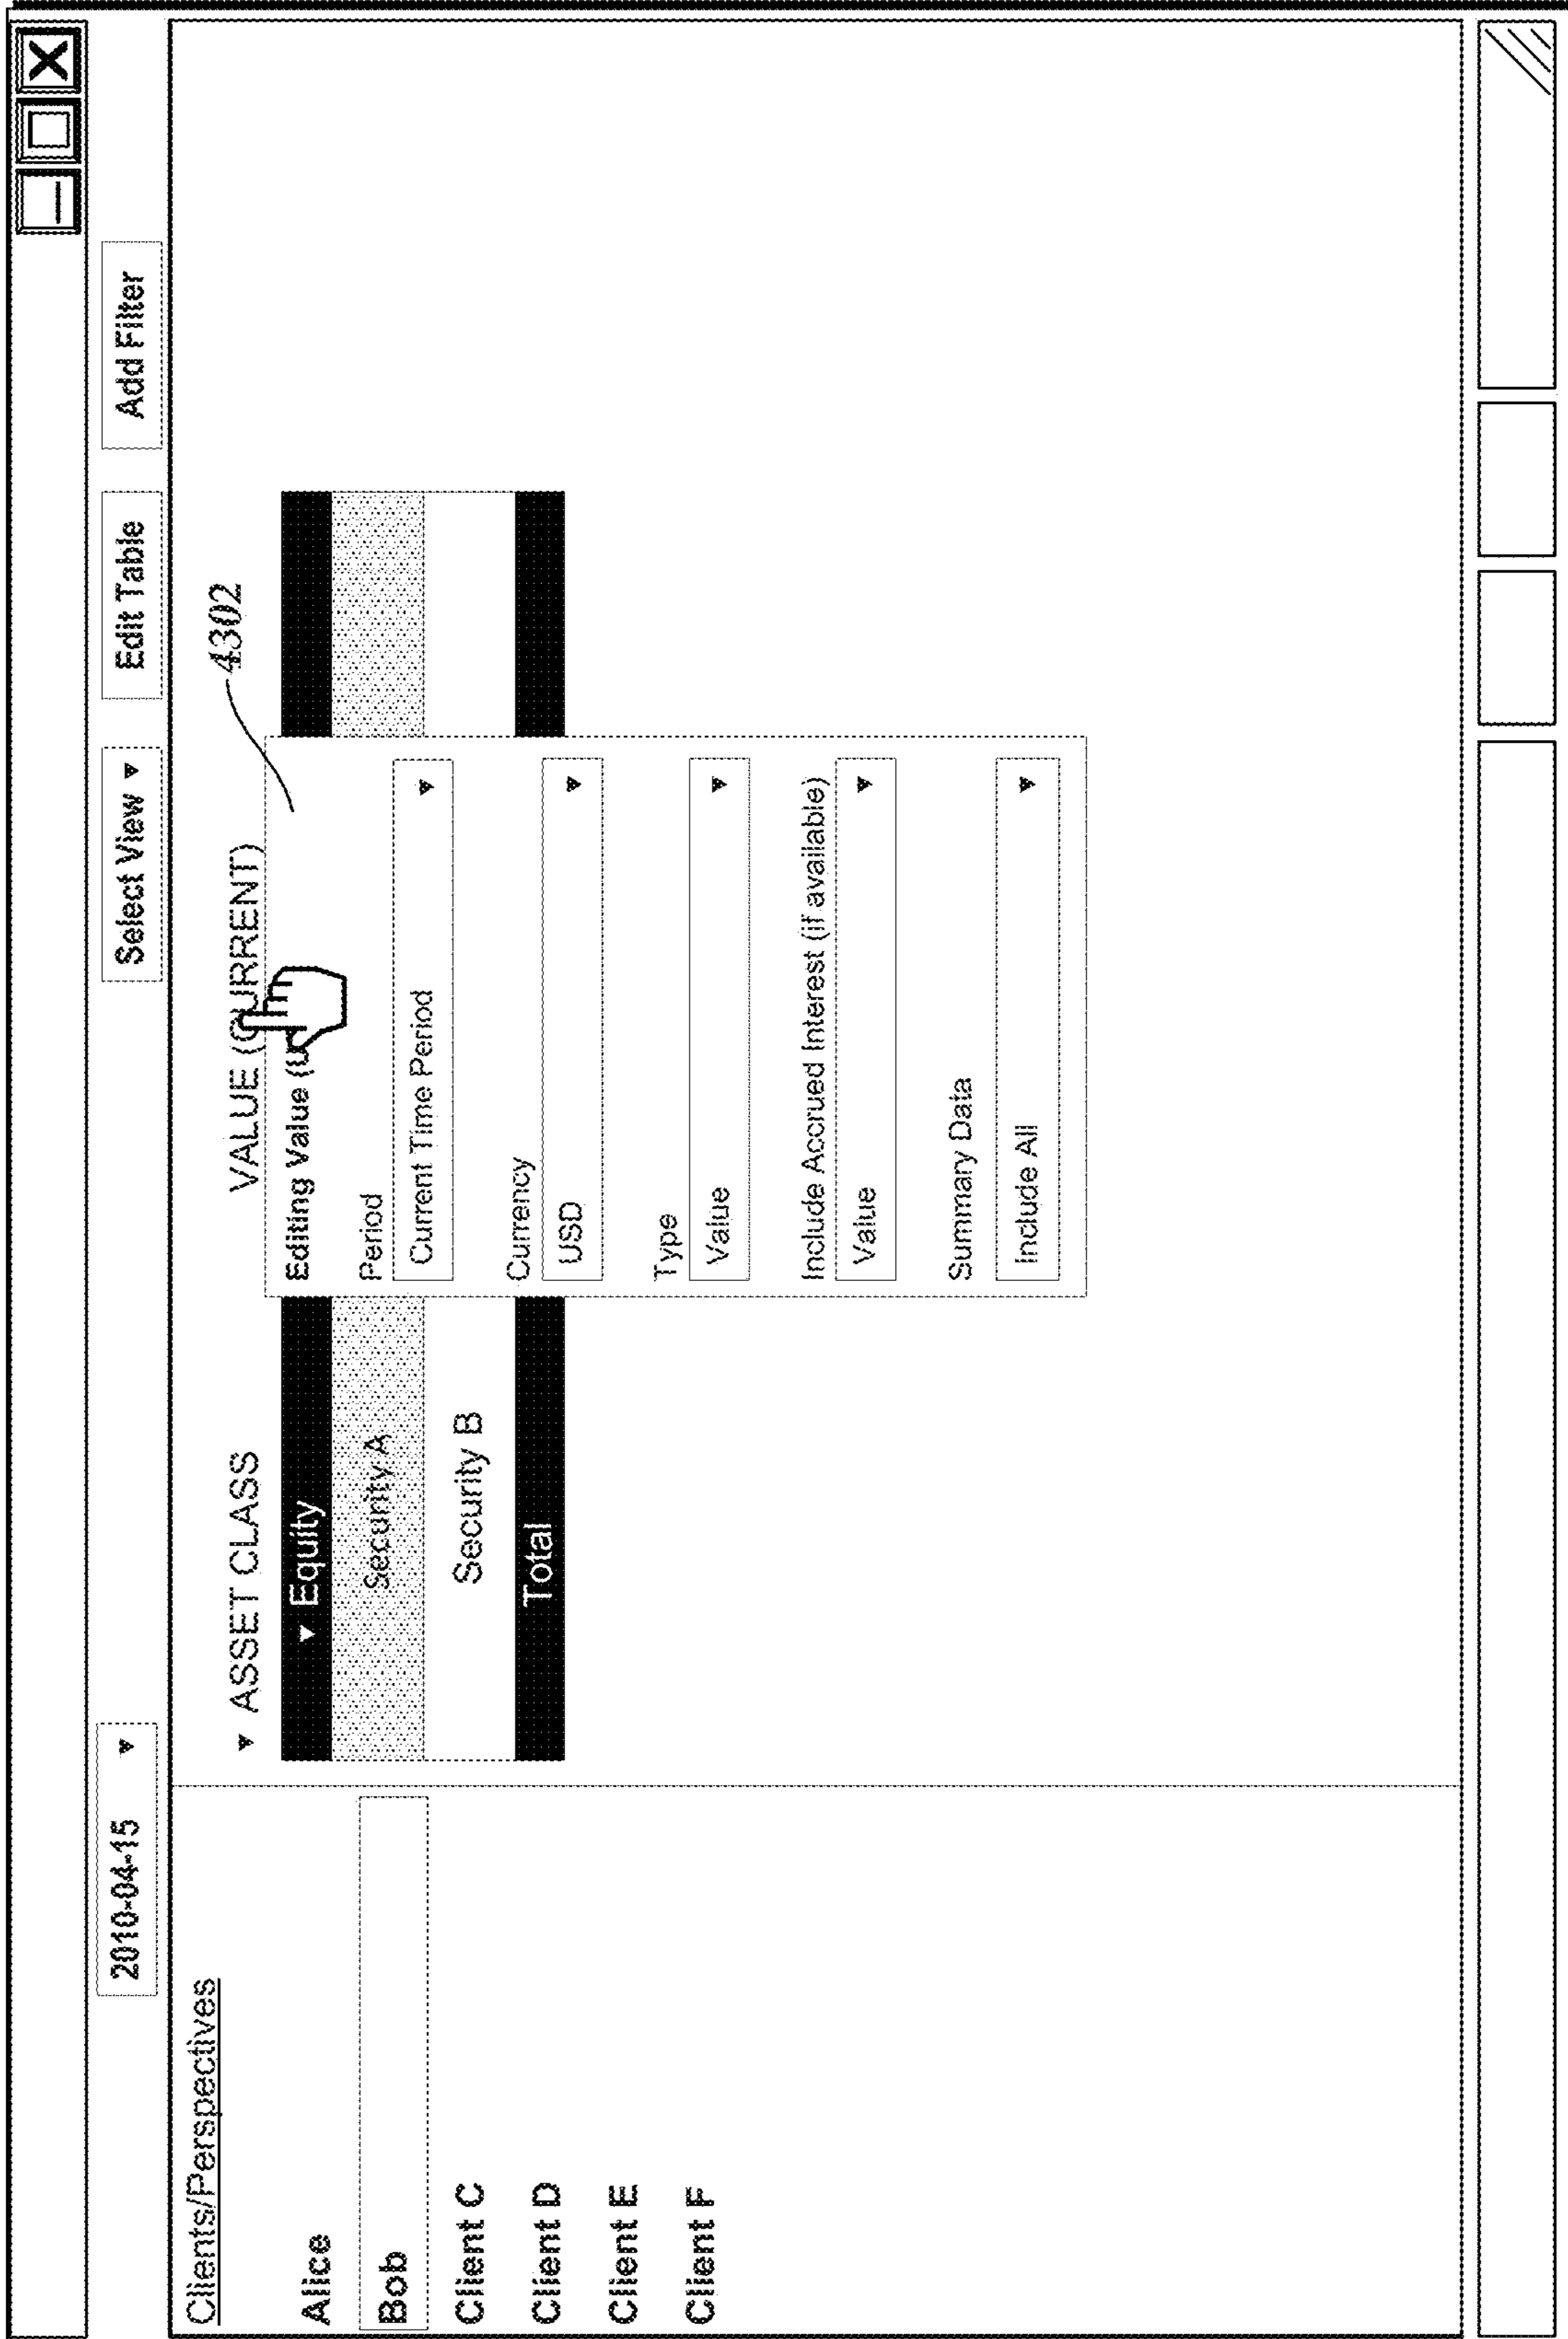 2010-04-15 ▼
Select View ▼
Edit Table
Add Filter
Clients/Perspectives
Alice
Bob
Client C
Client D
Client E
Client F
▼ ASSET CLASS
VALUE (CURRENT)
4302
▼ Equity
Security A
Security B
Total
Editing Value (U
Period
Current Time Period ▼
Currency
USD ▼
Type
Value ▼
Include Accrued Interest (if available)
Value ▼
Summary Data
Include All ▼